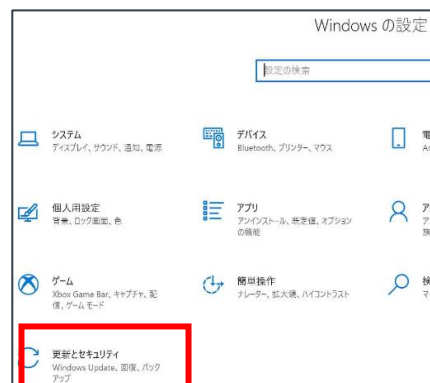 Windows の設定
設定の検索
システム
ディスプレイ、サウンド、通知、電源
デバイス
Bluetooth、プリンター、マウス
個人用設定
背景、ロック画面、色
アプリ
アンインストール、既定値、オプション
の機能
ゲーム
Xbox Game Bar、キャプチャ、配
信、ゲーム モード
簡単操作
ナレーター、拡大鏡、ハイコントラスト
更新とセキュリティ
Windows Update、回復、バック
アップ